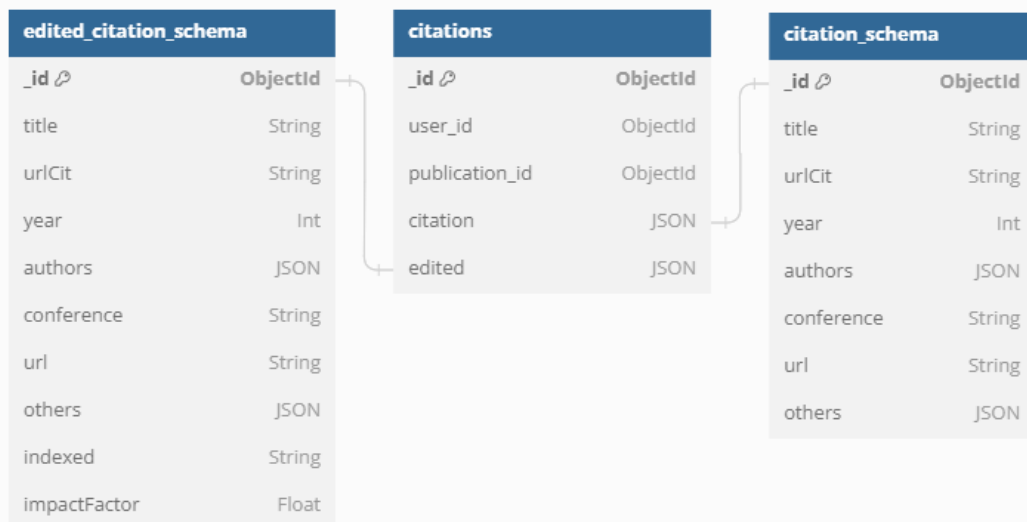 edited_citation_schema
_id ObjectId
title String
urlCit String
year Int
authors JSON
conference String
url String
others JSON
indexed String
impactFactor Float
citations
_id ObjectId
user_id ObjectId
publication_id ObjectId
citation JSON
edited JSON
citation_schema
_id ObjectId
title String
urlCit String
year Int
authors JSON
conference String
url String
others JSON